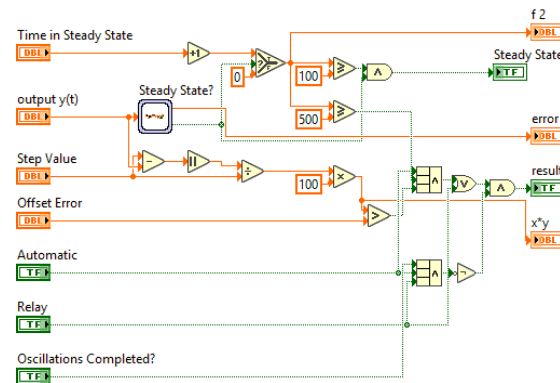 f 2
Time in Steady State
DBL
+1
DBL
Steady State
?
F
0
100
≥
∧
TF
output y(t)
Steady State?
DBL
500
≥
error
DBL
Step Value
DBL
−
||
÷
100
×
∧
∨
∧
result
TF
Offset Error
DBL
>
x*y
DBL
Automatic
TF
∧
¬
Relay
TF
Oscillations Completed?
TF